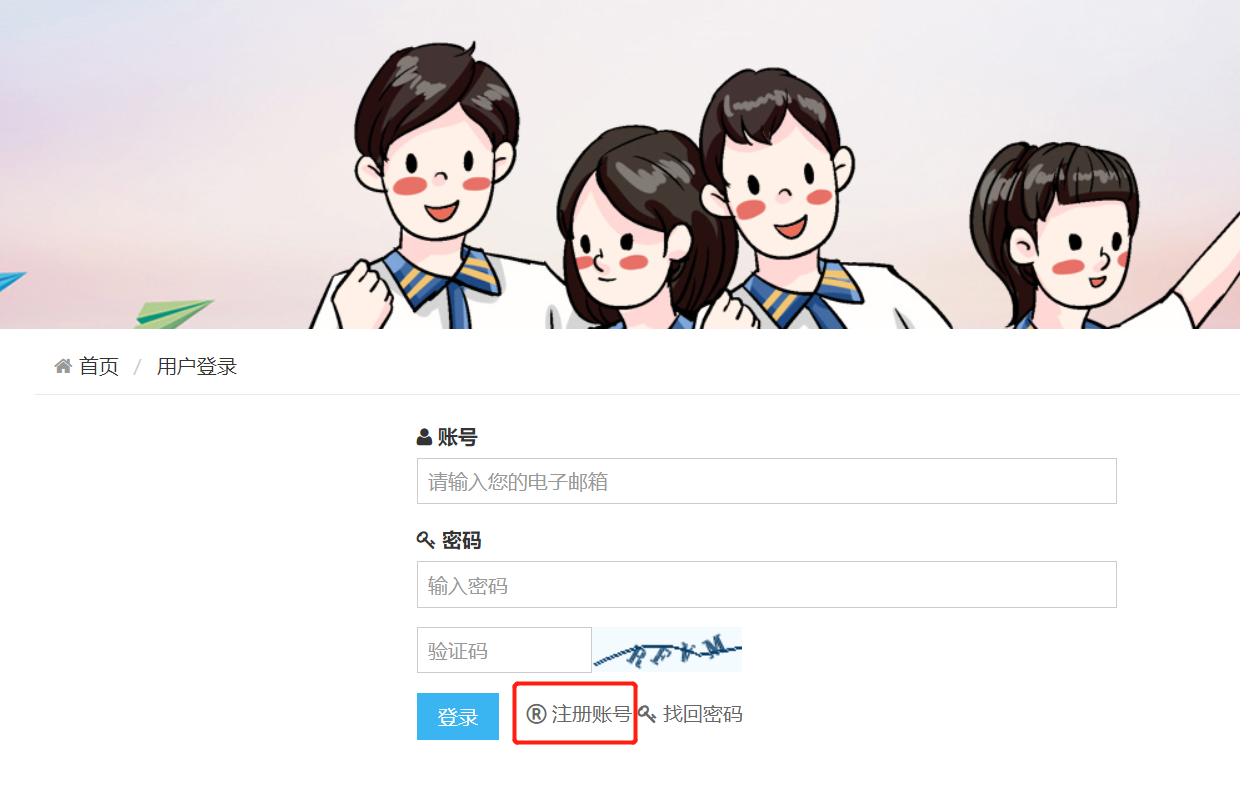 首页 / 用户登录
账号
请输入您的电子邮箱
密码
输入密码
验证码 RFVM
登录 ® 注册账号 找回密码